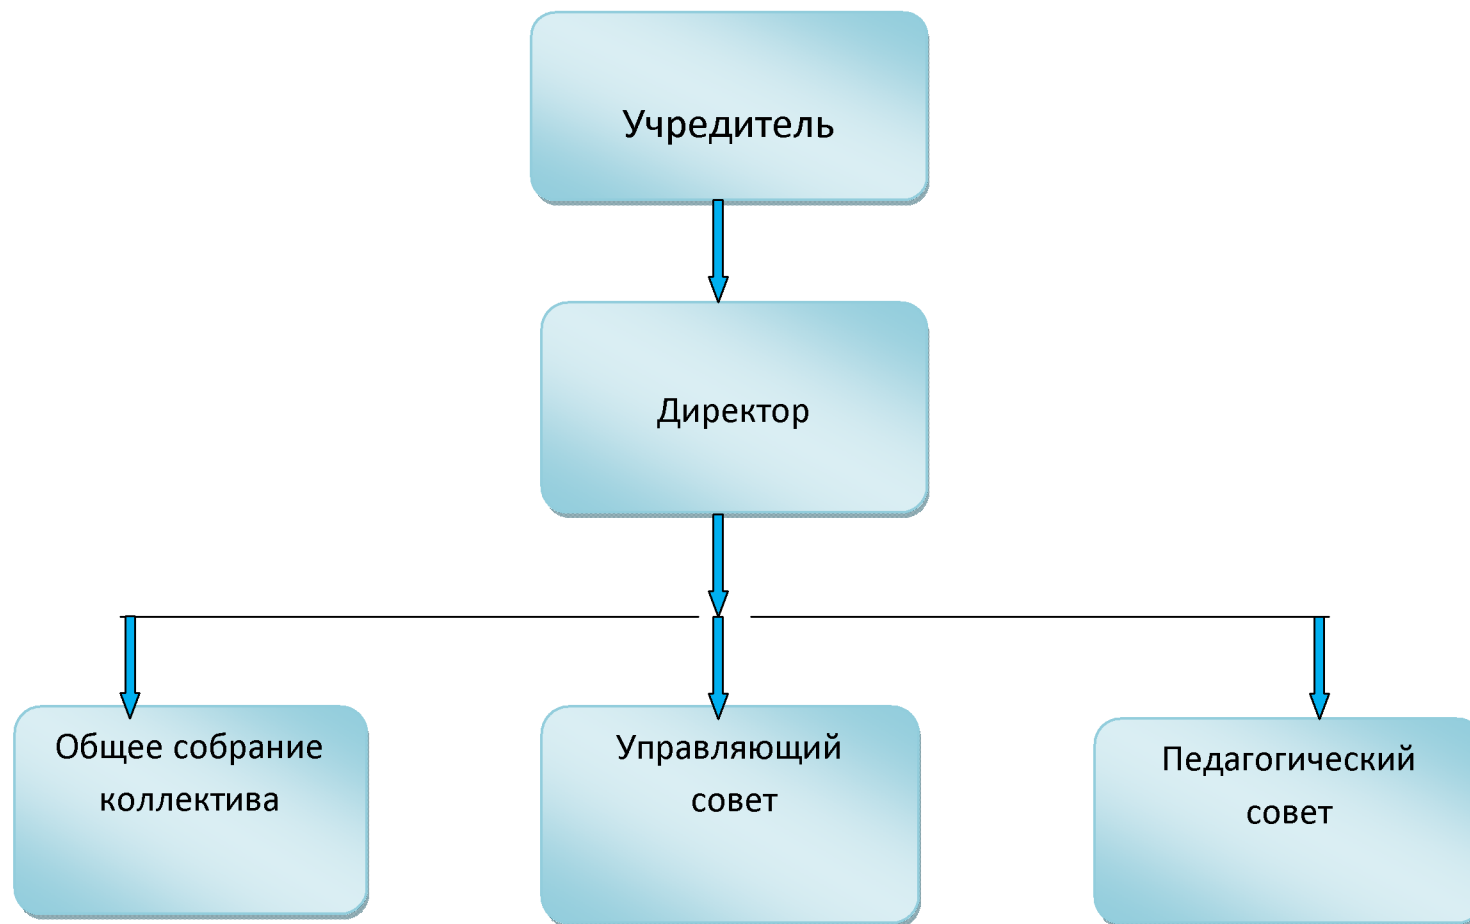 Учредитель
Директор
Общее собрание
коллектива
Управляющий
совет
Педагогический
совет